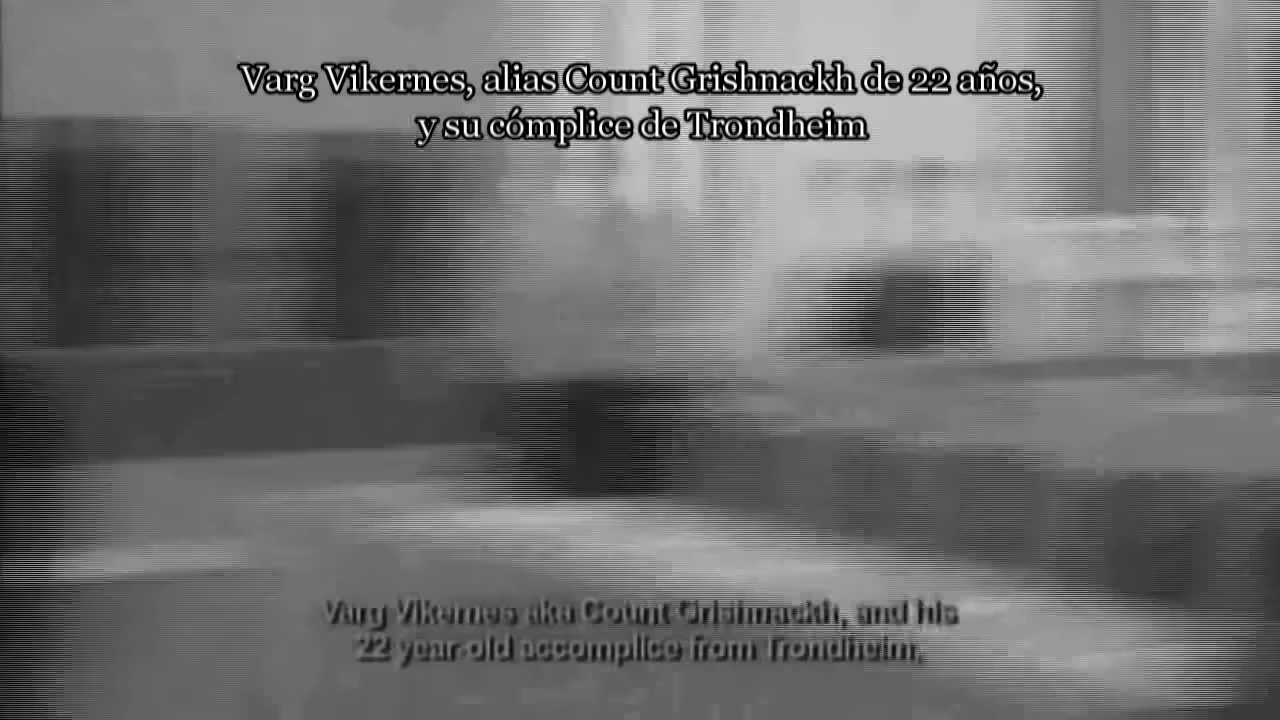 Varg Vikernes, alias Count Grishnackh de 22 años,
y su cómplice de Trondheim
Varg Vikernes aka Count Grishnackh, and his
22 year-old accomplice from Trondheim,